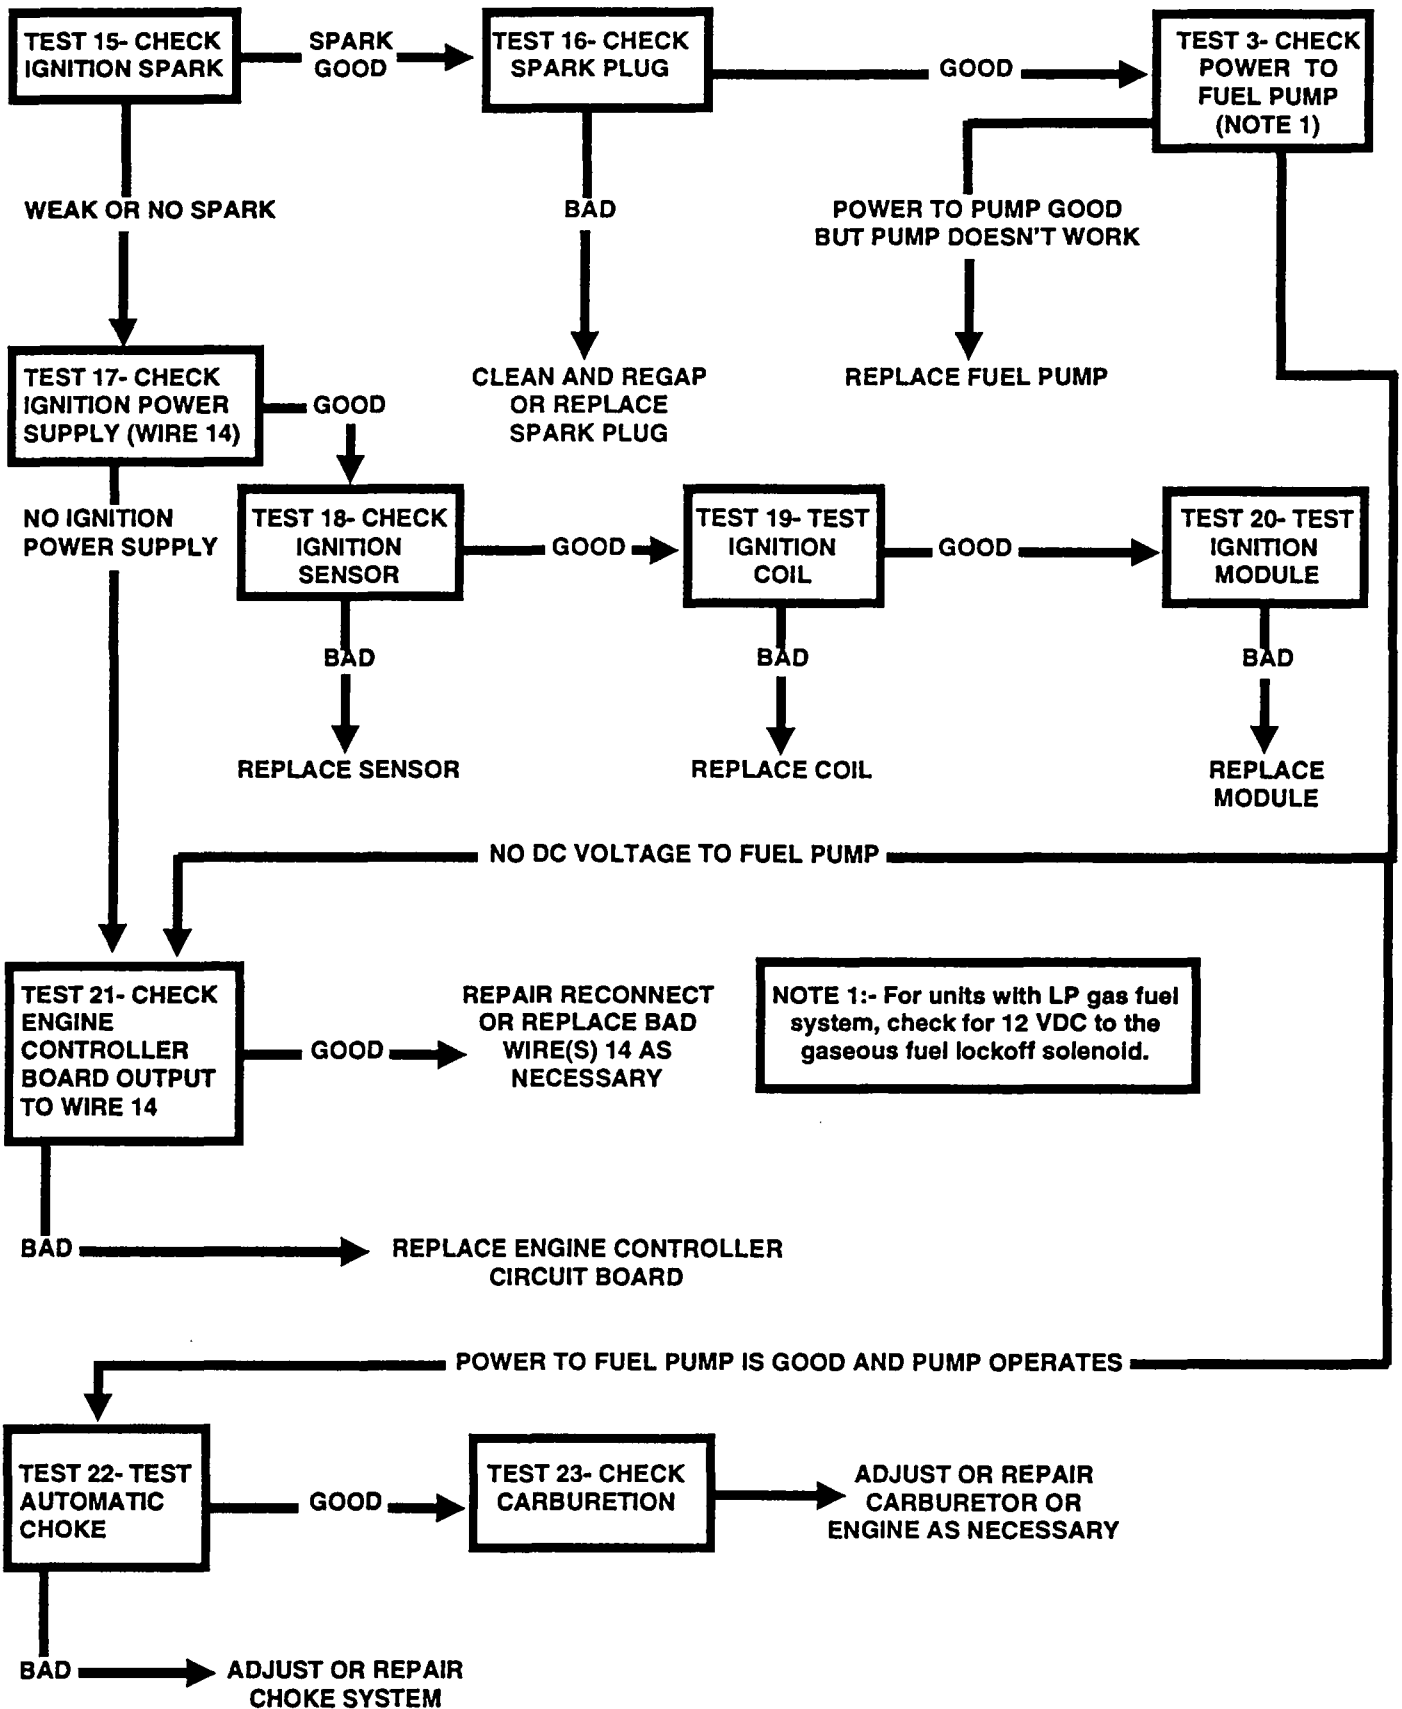 TEST 15- CHECK
IGNITION SPARK
SPARK
GOOD
TEST 16- CHECK
SPARK PLUG
GOOD
TEST 3- CHECK
POWER TO
FUEL PUMP
(NOTE 1)
WEAK OR NO SPARK
BAD
POWER TO PUMP GOOD
BUT PUMP DOESN'T WORK
TEST 17- CHECK
IGNITION POWER
SUPPLY (WIRE 14)
GOOD
CLEAN AND REGAP
OR REPLACE
SPARK PLUG
REPLACE FUEL PUMP
NO IGNITION
POWER SUPPLY
TEST 18- CHECK
IGNITION
SENSOR
GOOD
TEST 19- TEST
IGNITION
COIL
GOOD
TEST 20- TEST
IGNITION
MODULE
BAD
BAD
BAD
REPLACE SENSOR
REPLACE COIL
REPLACE
MODULE
NO DC VOLTAGE TO FUEL PUMP
TEST 21- CHECK
ENGINE
CONTROLLER
BOARD OUTPUT
TO WIRE 14
GOOD
REPAIR RECONNECT
OR REPLACE BAD
WIRE(S) 14 AS
NECESSARY
NOTE 1:- For units with LP gas fuel
system, check for 12 VDC to the
gaseous fuel lockoff solenoid.
BAD
REPLACE ENGINE CONTROLLER
CIRCUIT BOARD
POWER TO FUEL PUMP IS GOOD AND PUMP OPERATES
TEST 22- TEST
AUTOMATIC
CHOKE
GOOD
TEST 23- CHECK
CARBURETION
ADJUST OR REPAIR
CARBURETOR OR
ENGINE AS NECESSARY
BAD
ADJUST OR REPAIR
CHOKE SYSTEM